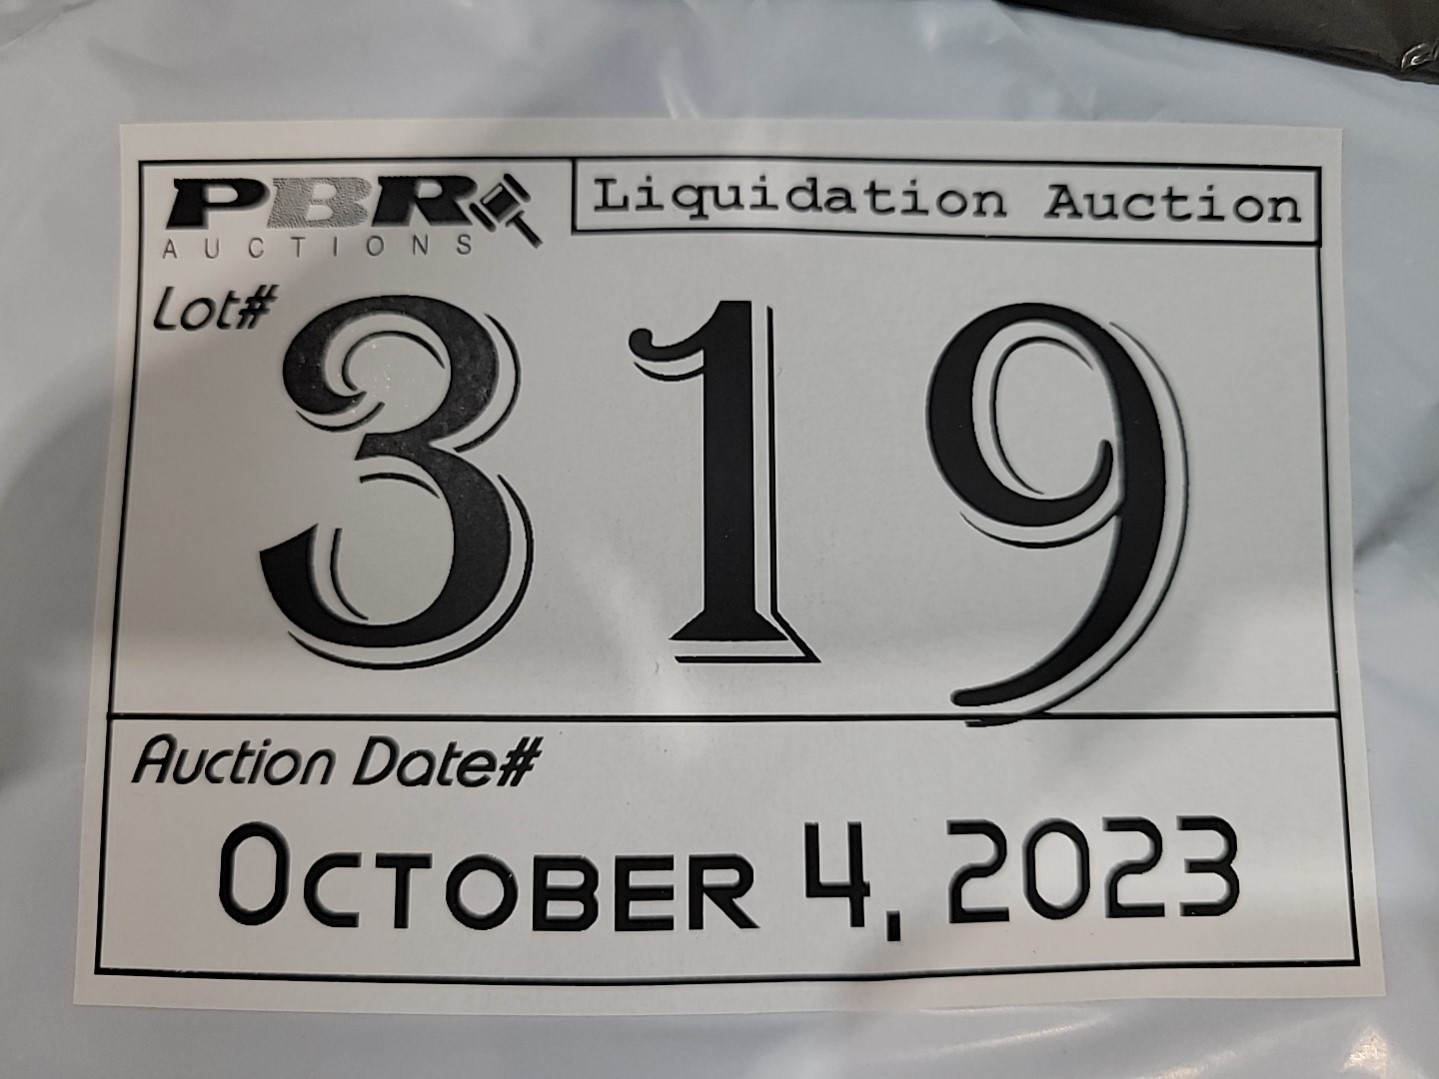 PBR
AUCTIONS
Liquidation Auction
Lot#
319
Auction Date#
October 4, 2023